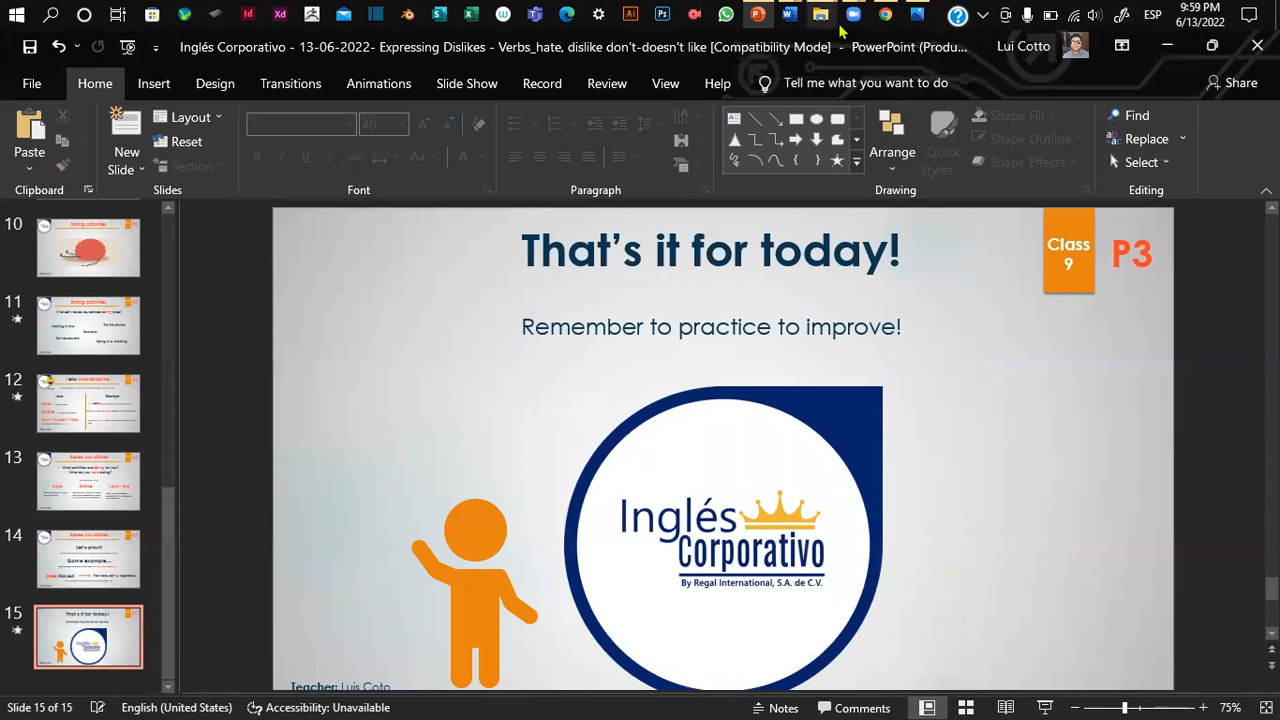 ESP
9:59 PM
6/13/2022
Inglés Corporativo - 13-06-2022- Expressing Dislikes - Verbs_hate, dislike don't-doesn't like [Compatibility Mode] - PowerPoint (Produ...
Lui Cotto
File Home Insert Design Slide Show Transitions Animations Slide Show Record Review View Help Tell me what you want to do Share
Paste
New Slide
Layout
Reset
Section
40
Aa
Arrange
Quick Styles
Shape Fill
Shape Outline
Shape Effects
Find
Replace
Select
Clipboard Slides Font Paragraph Drawing Editing
10
11
12
13
14
15
That's it for today!
Class 9
P3
Remember to practice to improve!
Inglés
Corporativo
By Regal International, S.A. de C.V.
Teacher: Luis Coto
Slide 15 of 15 English (United States) Accessibility: Unavailable Notes Comments 75%